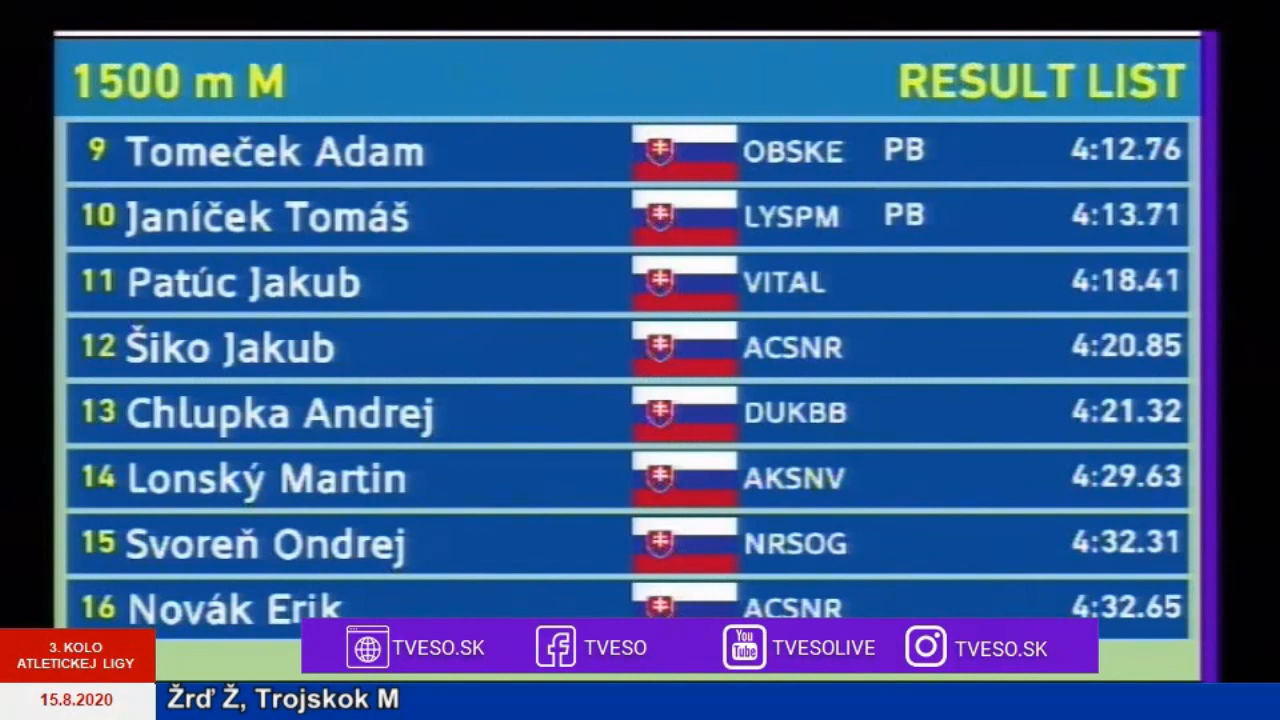 1500 m M RESULT LIST
9 Tomeček Adam OBSKE PB 4:12.76
10 Janíček Tomáš LYSPM PB 4:13.71
11 Patúc Jakub VITAL 4:18.41
12 Šiko Jakub ACSNR 4:20.85
13 Chlupka Andrej DUKBB 4:21.32
14 Lonský Martin AKSNV 4:29.63
15 Svoreň Ondrej NRSOG 4:32.31
16 Novák Erik ACSNR 4:32.65
TVESO.SK TVESO You Tube TVESOLIVE TVESO.SK
3. KOLO
ATLETICKEJ LIGY
15.8.2020
Žrď Ž, Trojskok M